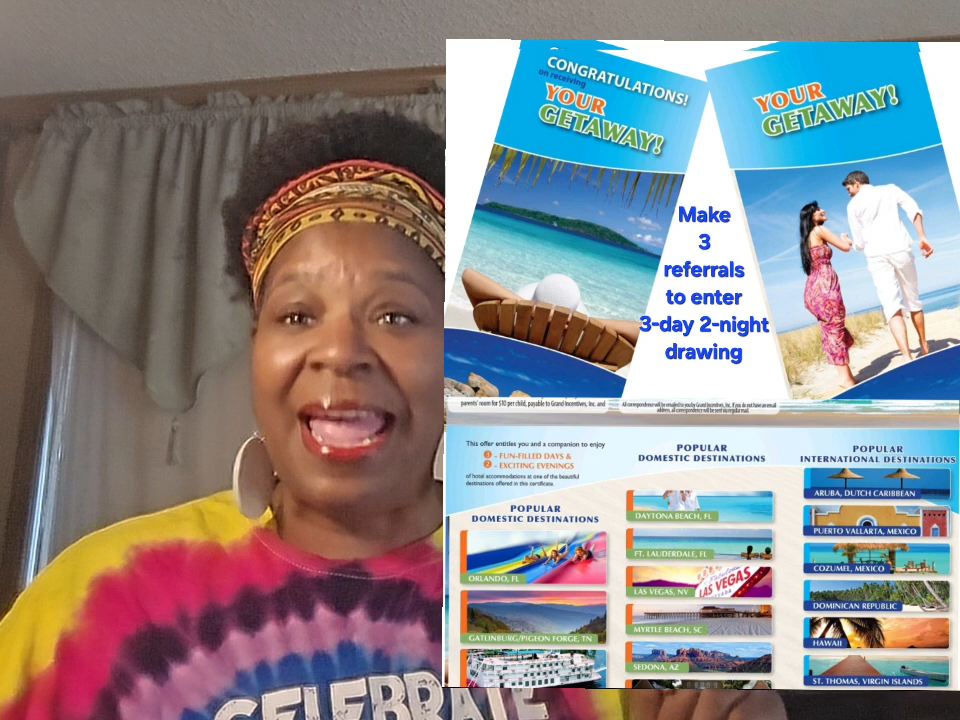 CONGRATULATIONS!
on receiving
YOUR
GETAWAY!
YOUR
GETAWAY!
Make
3
referrals
to enter
3-day 2-night
drawing
parents' room for $10 per child, payable to Grand Incentives, Inc. and
All correspondence will be emailed to you by Grand Incentives, Inc. If you do not have an email
address, all correspondence will be sent via regular mail.
This offer entitles you and a companion to enjoy
3 - FUN-FILLED DAYS &
2 - EXCITING EVENINGS
of hotel accommodations at one of the beautiful
destinations offered in this certificate.
POPULAR
DOMESTIC DESTINATIONS
ORLANDO, FL
GATLINBURG/PIGEON FORGE, TN
POPULAR
DOMESTIC DESTINATIONS
DAYTONA BEACH, FL
FT. LAUDERDALE, FL
LAS VEGAS
LAS VEGAS, NV
MYRTLE BEACH, SC
SEDONA, AZ
POPULAR
INTERNATIONAL DESTINATIONS
ARUBA, DUTCH CARIBBEAN
PUERTO VALLARTA, MEXICO
COZUMEL, MEXICO
DOMINICAN REPUBLIC
HAWAII
ST. THOMAS, VIRGIN ISLANDS
CELEBRATE